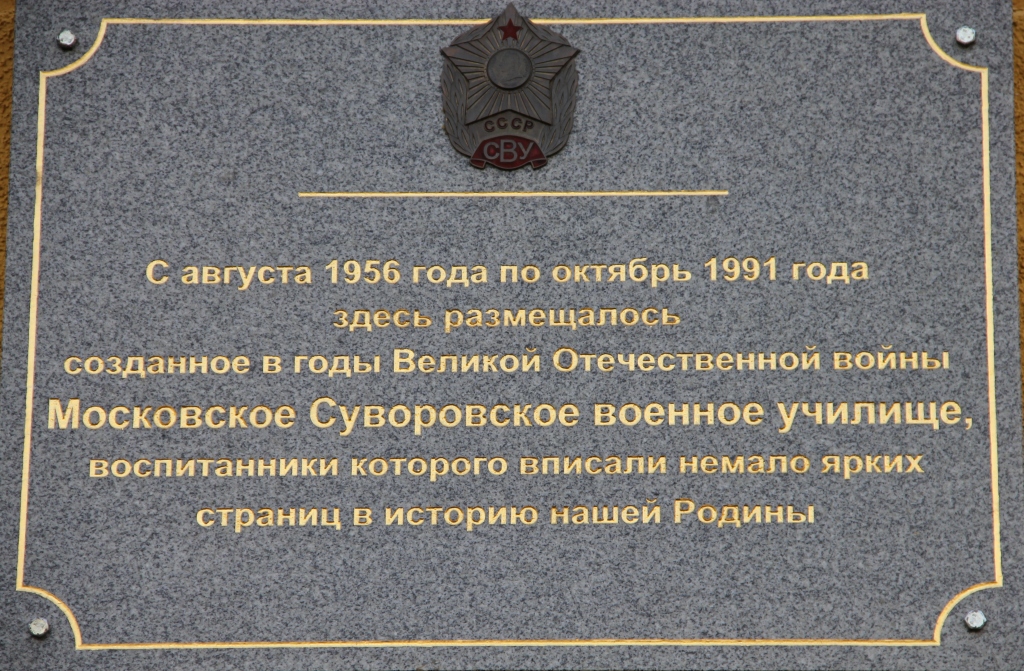 СССР
СВУ
С августа 1956 года по октябрь 1991 года
здесь размещалось
созданное в годы Великой Отечественной войны
Московское Суворовское военное училище,
воспитанники которого вписали немало ярких
страниц в историю нашей Родины